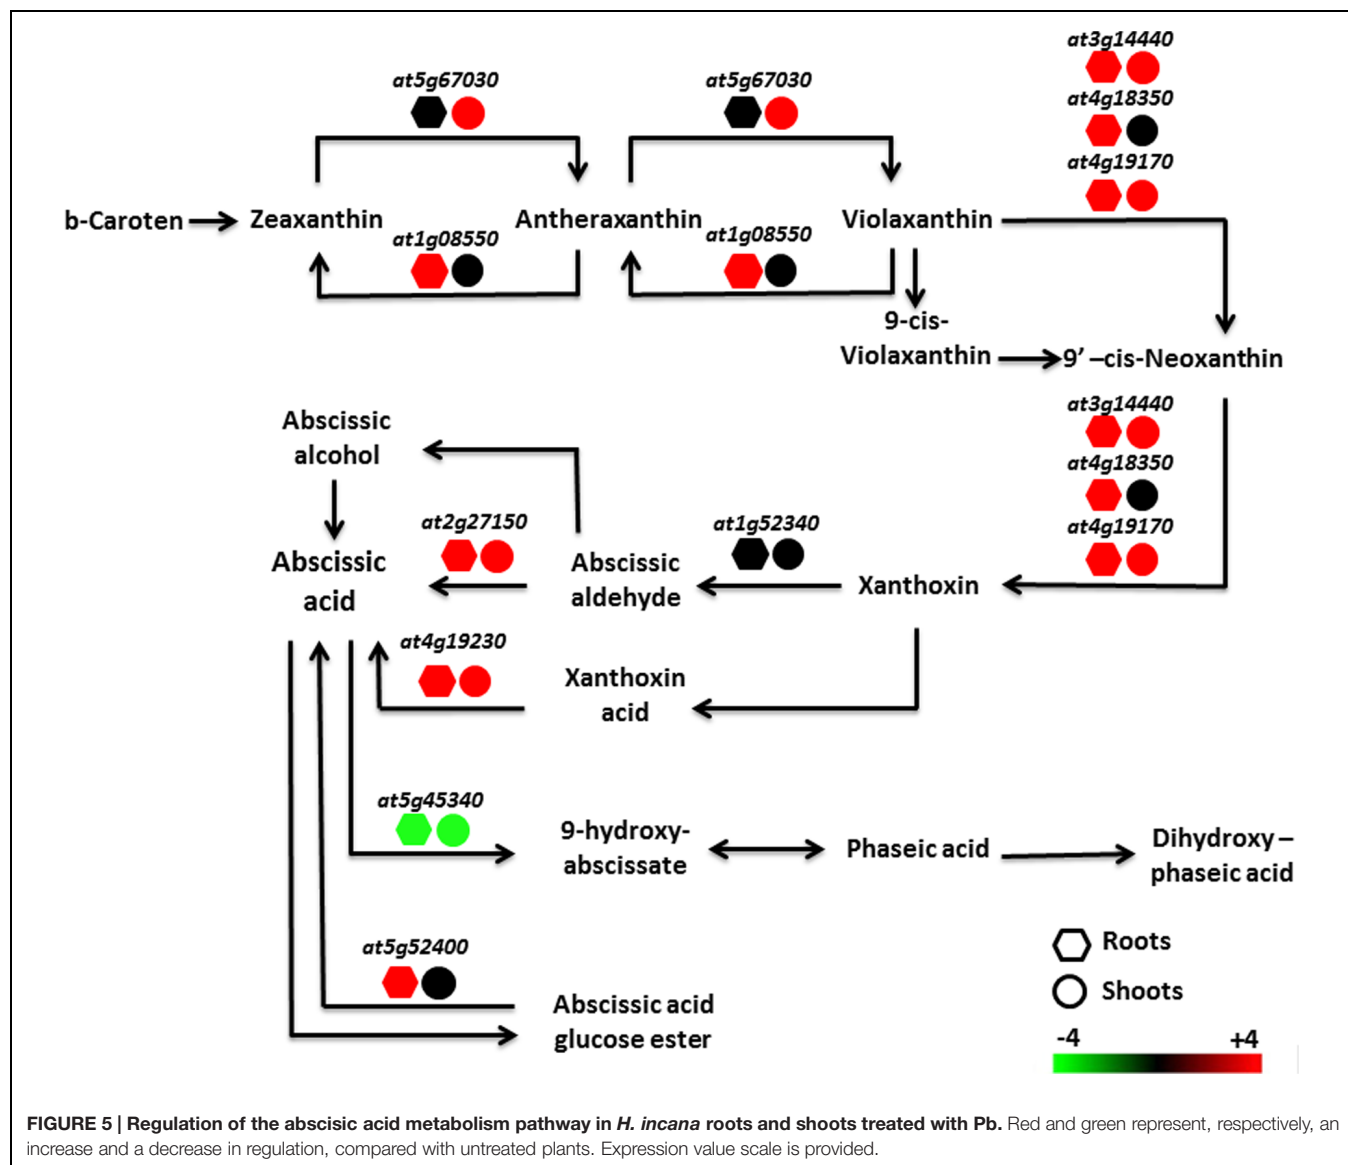 at3g14440
at5g67030
at5g67030
at4g18350
at4g19170
b-Caroten
Zeaxanthin
Antheraxanthin
Violaxanthin
at1g08550
at1g08550
9-cis-
Violaxanthin
9’ –cis-Neoxanthin
at3g14440
at4g18350
at4g19170
Abscissic
alcohol
at2g27150
at1g52340
Abscissic
acid
Abscissic
aldehyde
Xanthoxin
at4g19230
Xanthoxin
acid
at5g45340
9-hydroxy-
abscissate
Phaseic acid
Dihydroxy –
phaseic acid
at5g52400
Abscissic acid
glucose ester
Roots
Shoots
-4 +4
FIGURE 5 | Regulation of the abscisic acid metabolism pathway in H. incana roots and shoots treated with Pb. Red and green represent, respectively, an
increase and a decrease in regulation, compared with untreated plants. Expression value scale is provided.